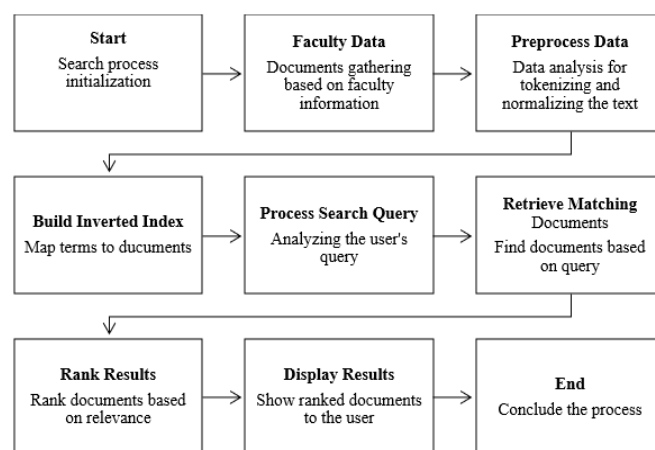 Start
Search process
initialization
Faculty Data
Documents gathering
based on faculty
information
Preprocess Data
Data analysis for
tokenizing and
normalizing the text
Build Inverted Index
Map terms to ducuments
Process Search Query
Analyzing the user's
query
Retrieve Matching
Documents
Find documents based
on query
Rank Results
Rank documents based
on relevance
Display Results
Show ranked documents
to the user
End
Conclude the process